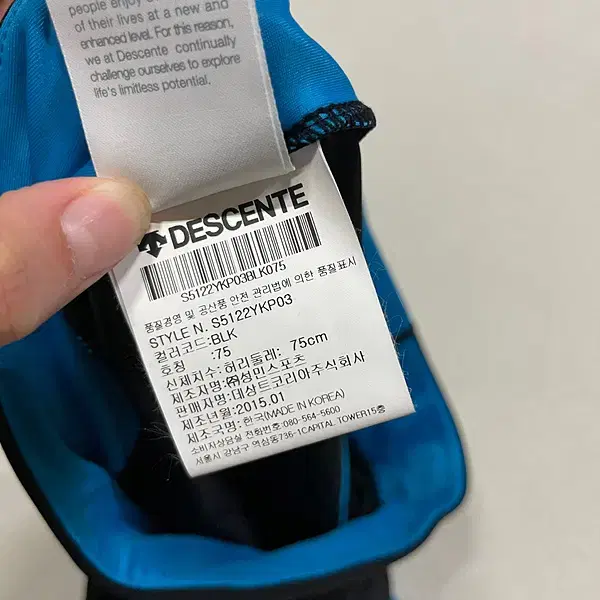 people enjoy
of their lives at a new and
enhanced level. For this reason,
we at Descente continually
challenge ourselves to explore
life's limitless potential.
DESCENTE
S5122YKP03BLK075
품질경영 및 공산품 안전 관리법에 의한 품질표시
STYLE N. S5122YKP03
컬러코드:BLK
호칭 :75
신체치수: 허리둘레: 75cm
제조자명:㈜성민스포츠
판매자명:데상트코리아주식회사
제조년월:2015.01
제조국명: 한국(MADE IN KOREA)
소비자상담실 전화번호:080-564-5600
서울시 강남구 역삼동736-1CAPITAL TOWER15층